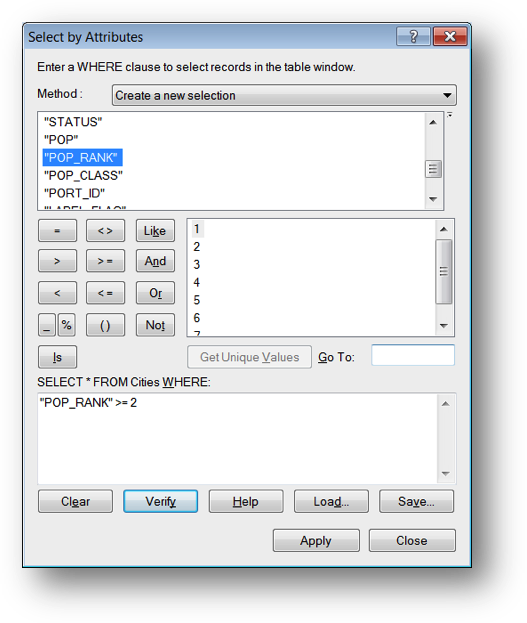 Select by Attributes
Enter a WHERE clause to select records in the table window.
Method : Create a new selection
"STATUS"
"POP"
"POP_RANK"
"POP_CLASS"
"PORT_ID"
= <> Like
> >= And
< <= Or
_ % () Not
Is
1
2
3
4
5
6
Get Unique Values Go To:
SELECT * FROM Cities WHERE:
"POP_RANK" >= 2
Clear Verify Help Load... Save...
Apply Close